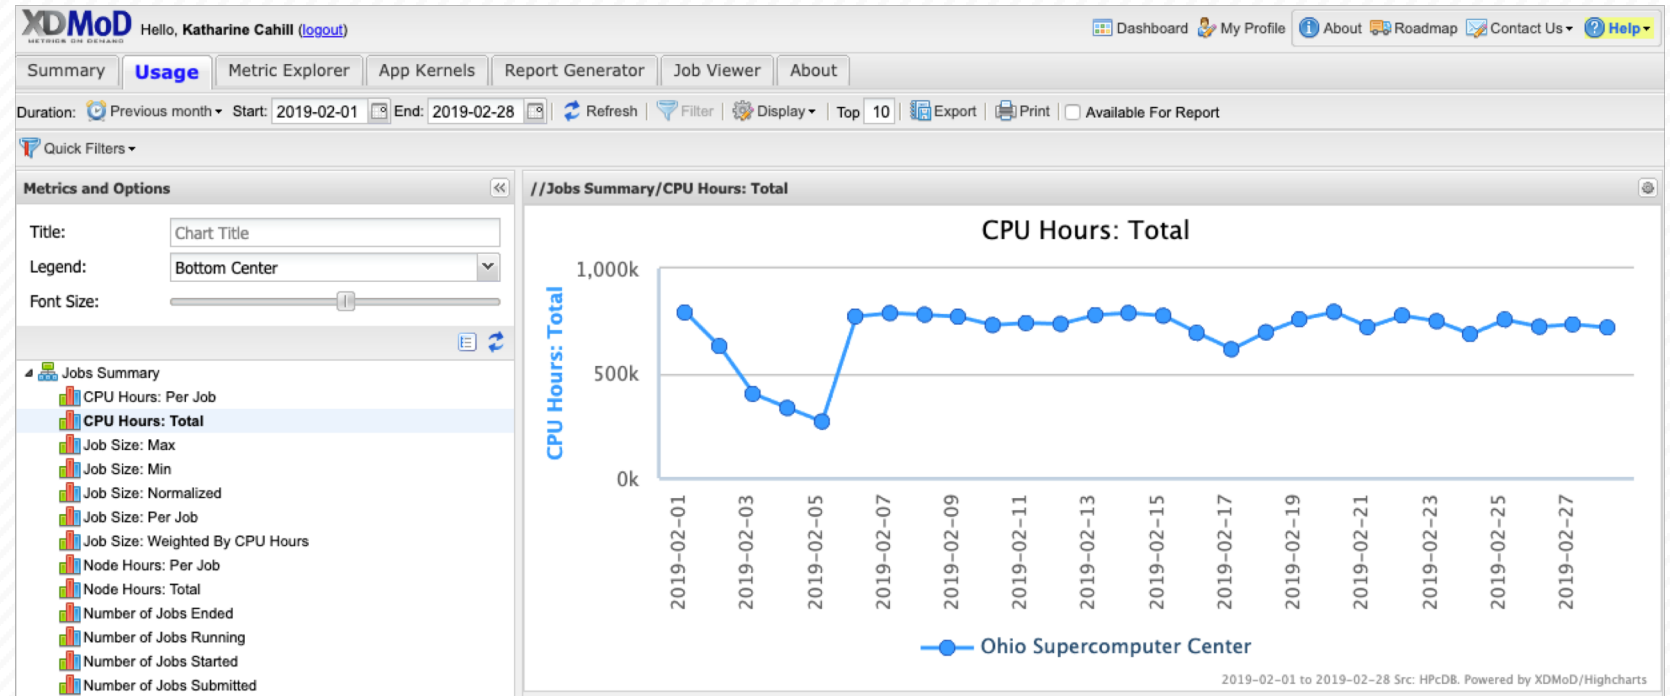 XDMoD
METRICS ON DEMAND
Hello, Katharine Cahill (logout)
Dashboard My Profile About Roadmap Contact Us Help
Summary Usage Metric Explorer App Kernels Report Generator Job Viewer About
Duration: Previous month Start: 2019-02-01 End: 2019-02-28 Refresh Filter Display Top 10 Export Print Available For Report
Quick Filters
Metrics and Options
Title: Chart Title
Legend: Bottom Center
Font Size:
Jobs Summary
CPU Hours: Per Job
CPU Hours: Total
Job Size: Max
Job Size: Min
Job Size: Normalized
Job Size: Per Job
Job Size: Weighted By CPU Hours
Node Hours: Per Job
Node Hours: Total
Number of Jobs Ended
Number of Jobs Running
Number of Jobs Started
Number of Jobs Submitted
//Jobs Summary/CPU Hours: Total
CPU Hours: Total
CPU Hours: Total
1,000k
500k
0k
2019-02-01
2019-02-03
2019-02-05
2019-02-07
2019-02-09
2019-02-11
2019-02-13
2019-02-15
2019-02-17
2019-02-19
2019-02-21
2019-02-23
2019-02-25
2019-02-27
Ohio Supercomputer Center
2019-02-01 to 2019-02-28 Src: HPcDB. Powered by XDMoD/Highcharts